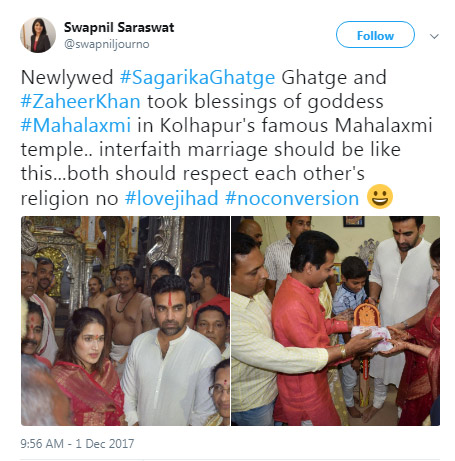 Swapnil Saraswat
@swapniljourno
Follow
Newlywed #SagarikaGhatge Ghatge and
#ZaheerKhan took blessings of goddess
#Mahalaxmi in Kolhapur's famous Mahalaxmi
temple.. interfaith marriage should be like
this...both should respect each other's
religion no #lovejihad #noconversion 😀
9:56 AM - 1 Dec 2017